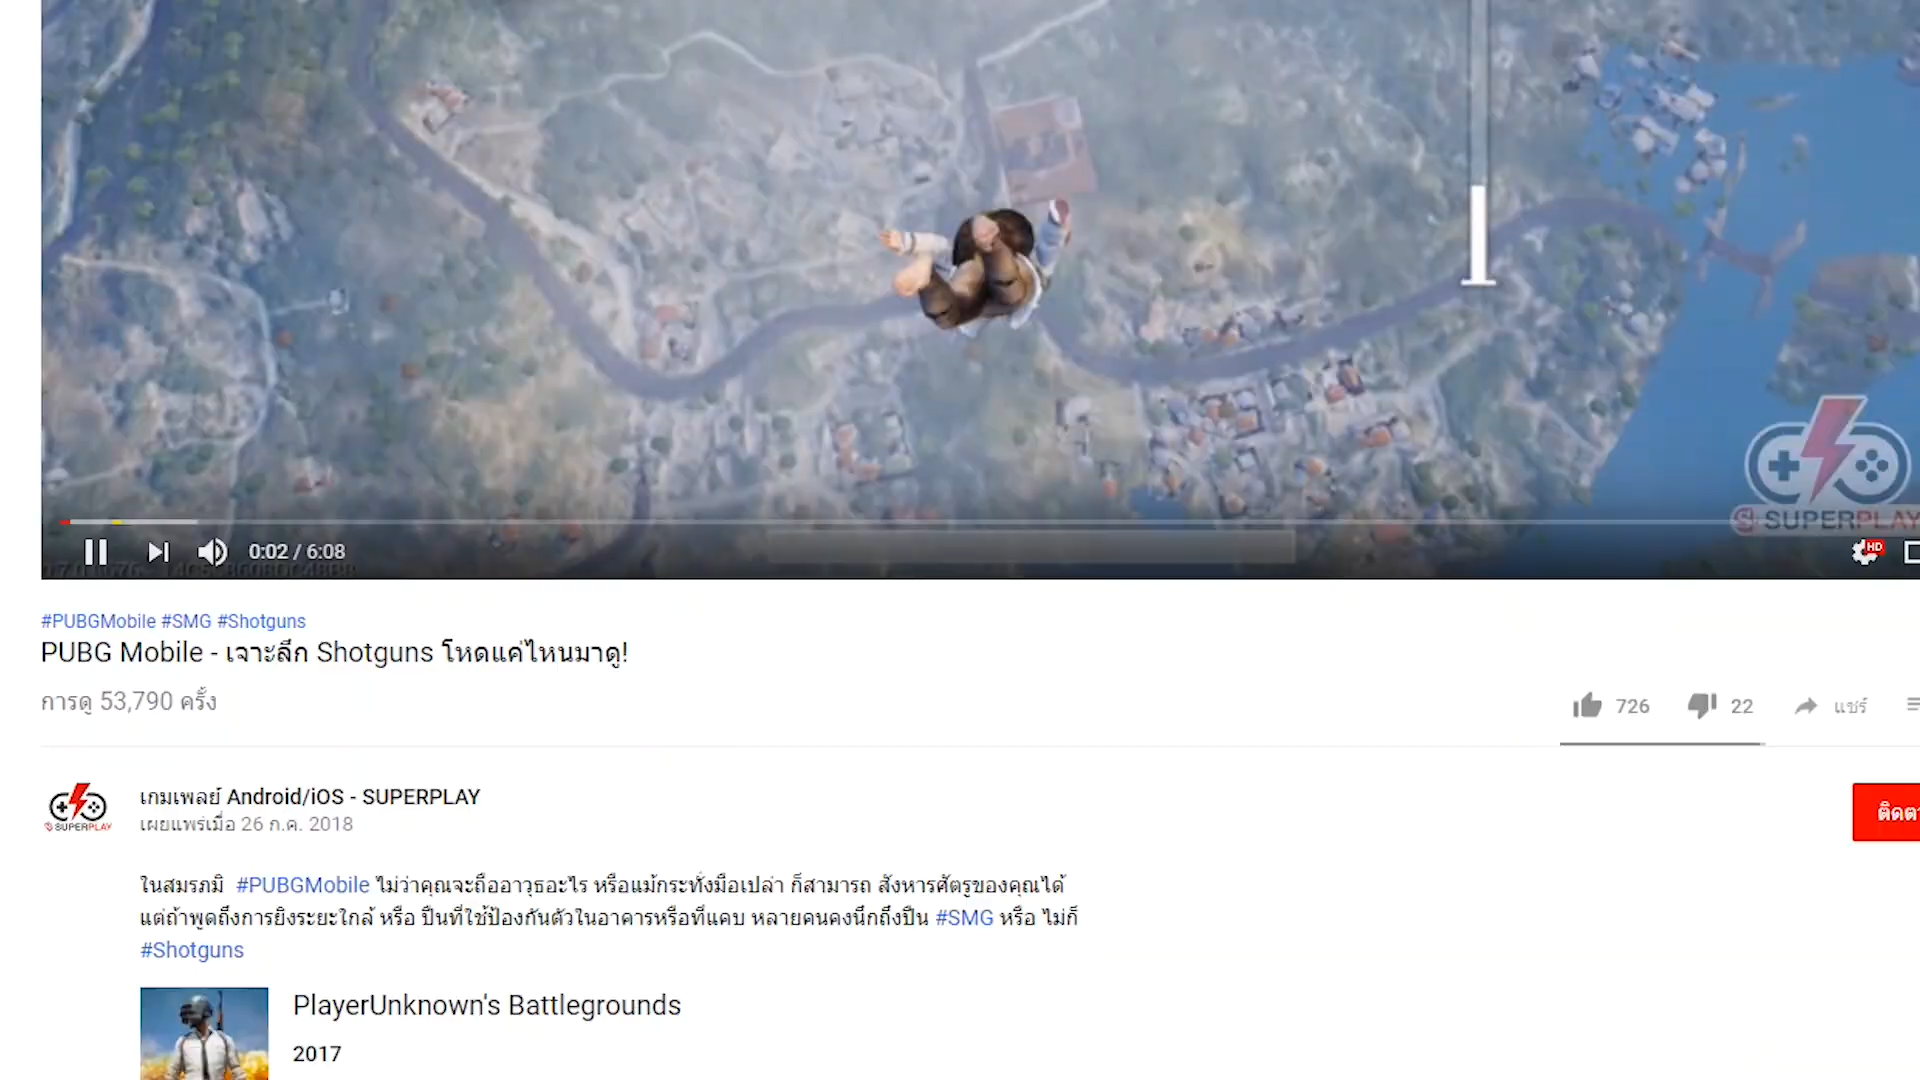 SUPERPLAY
0:02 / 6:08
HD
#PUBGMobile #SMG #Shotguns
PUBG Mobile - เจาะลึก Shotguns โหดแค่ไหนมาดู!
การดู 53,790 ครั้ง
726
22
แชร์
SUPERPLAY
เกมเพลย์ Android/iOS - SUPERPLAY
เผยแพร่เมื่อ 26 ก.ค. 2018
ในสมรภูมิ #PUBGMobile ไม่ว่าคุณจะถืออาวุธอะไร หรือแม้กระทั่งมือเปล่า ก็สามารถ สังหารศัตรูของคุณได้
แต่ถ้าพูดถึงการยิงระยะใกล้ หรือ ปืนที่ใช้ป้องกันตัวในอาคารหรือที่แคบ หลายคนคงนึกถึงปืน #SMG หรือ ไม่ก็
#Shotguns
PlayerUnknown's Battlegrounds
2017